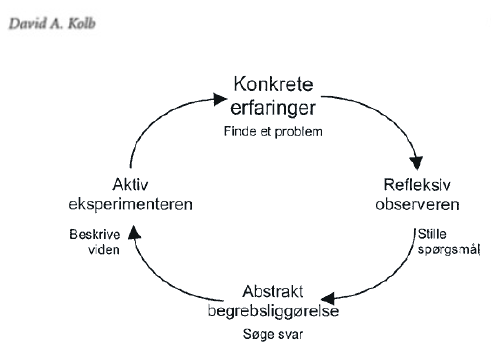 David A. Kolb
Konkrete
erfaringer
Finde et problem
Aktiv
eksperimenteren
Refleksiv
observeren
Beskrive
viden
Stille
spørgsmål
Abstrakt
begrebsliggørelse
Søge svar